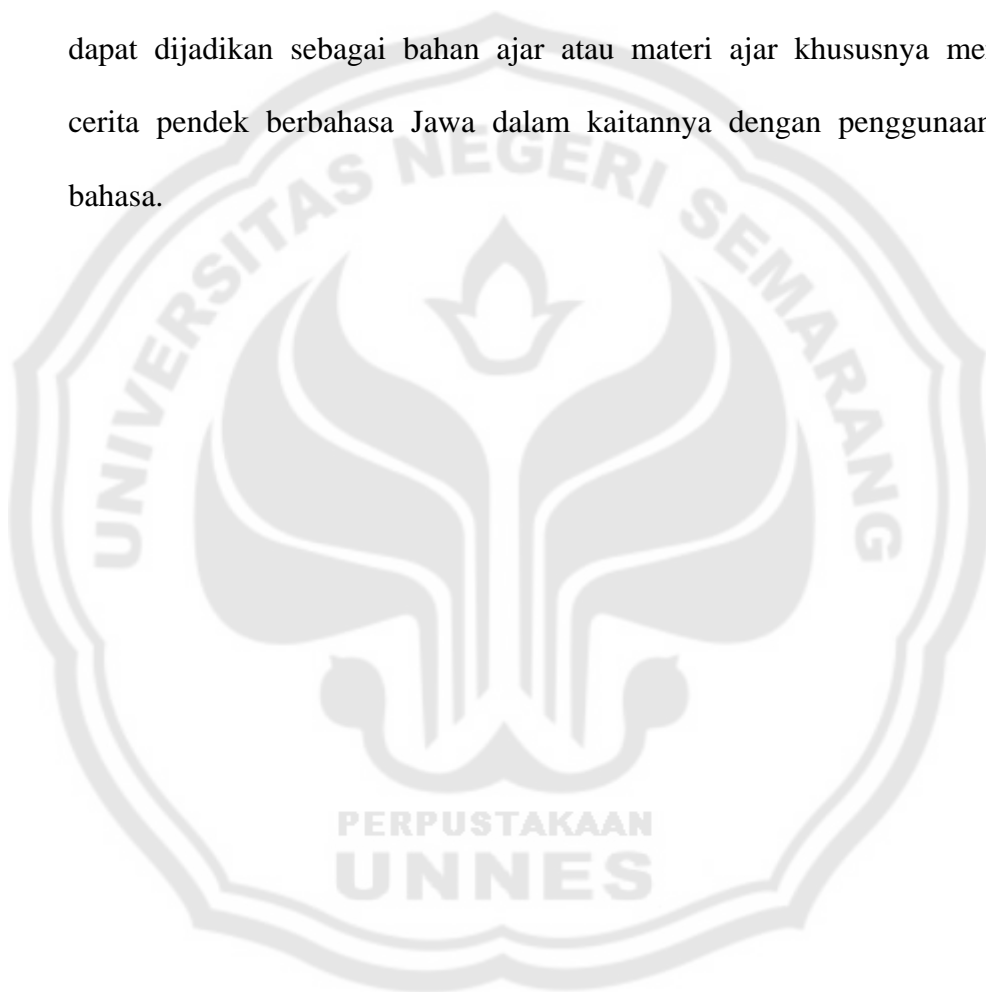 dapat dijadikan sebagai bahan ajar atau materi ajar khususnya
cerita pendek berbahasa Jawa dalam kaitannya dengan penggunaan
bahasa.
UNIVERSITAS NEGERI SEMARANG
PERPUSTAKAAN
UNNES